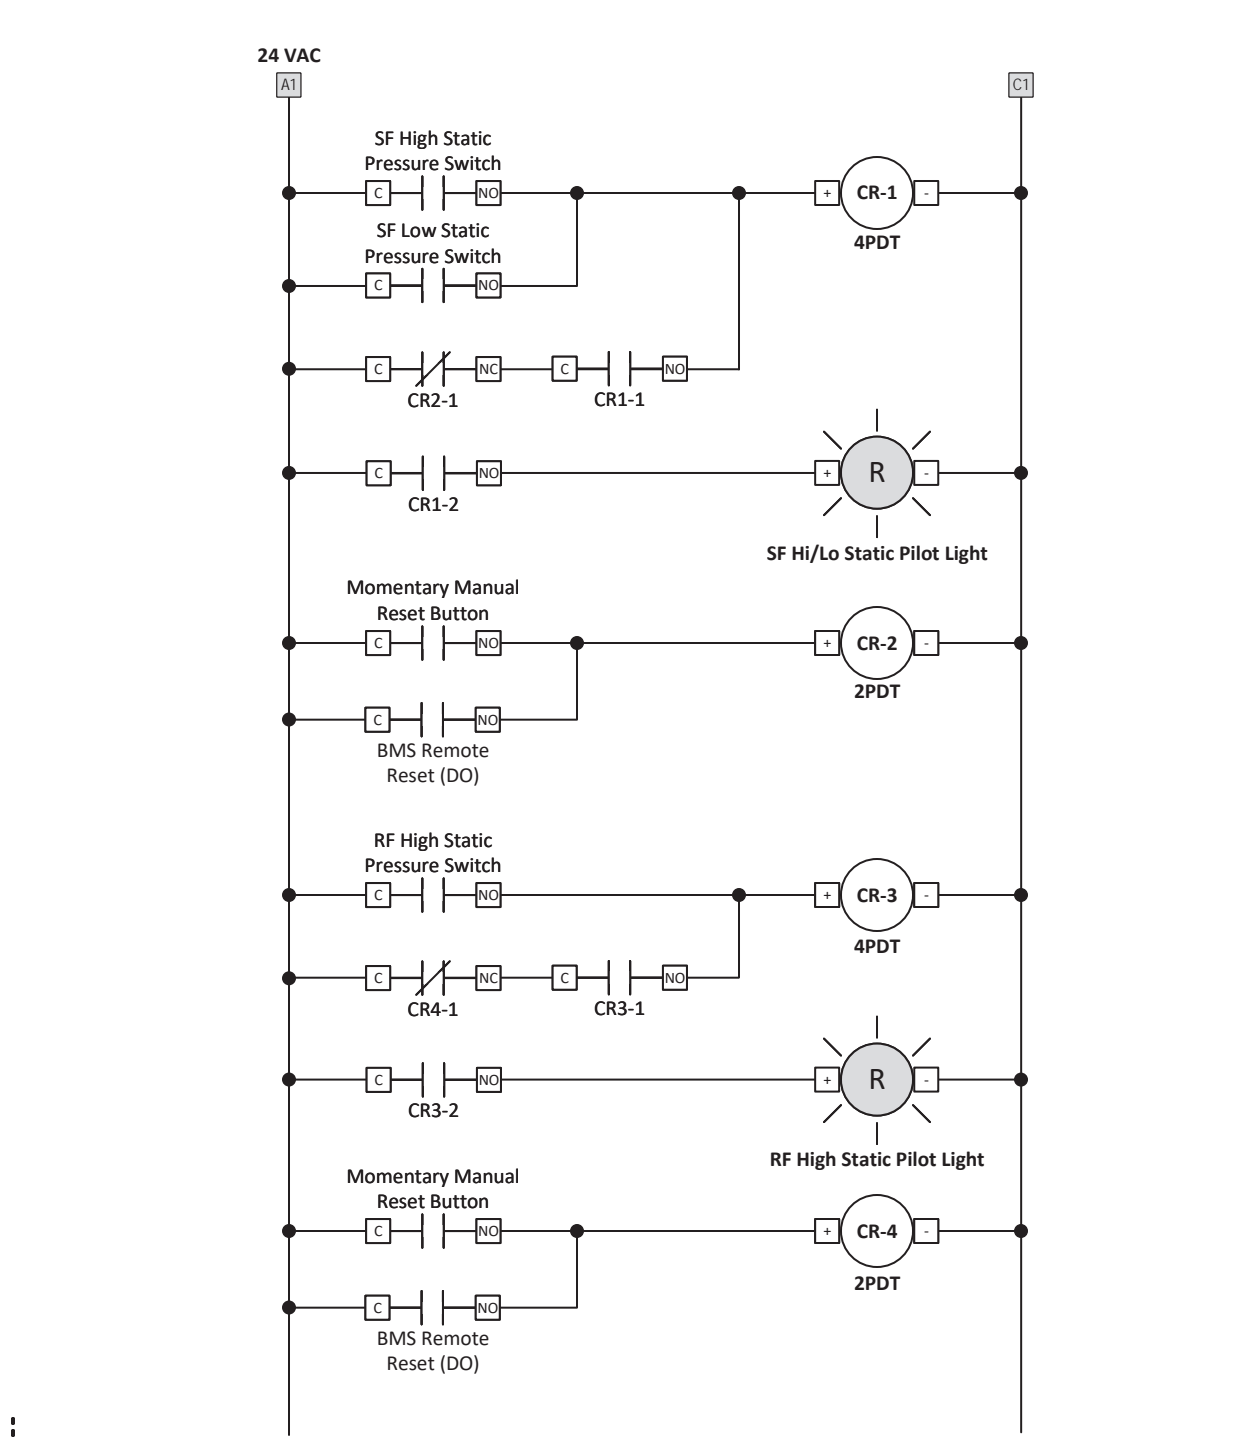 24 VAC
A1
C1
SF High Static
Pressure Switch
C
NO
+
CR-1
-
4PDT
SF Low Static
Pressure Switch
C
NO
C
NC
C
NO
CR2-1
CR1-1
C
NO
+
R
-
CR1-2
SF Hi/Lo Static Pilot Light
Momentary Manual
Reset Button
C
NO
+
CR-2
-
2PDT
C
NO
BMS Remote
Reset (DO)
RF High Static
Pressure Switch
C
NO
+
CR-3
-
4PDT
C
NC
C
NO
CR4-1
CR3-1
C
NO
+
R
-
CR3-2
RF High Static Pilot Light
Momentary Manual
Reset Button
C
NO
+
CR-4
-
2PDT
C
NO
BMS Remote
Reset (DO)